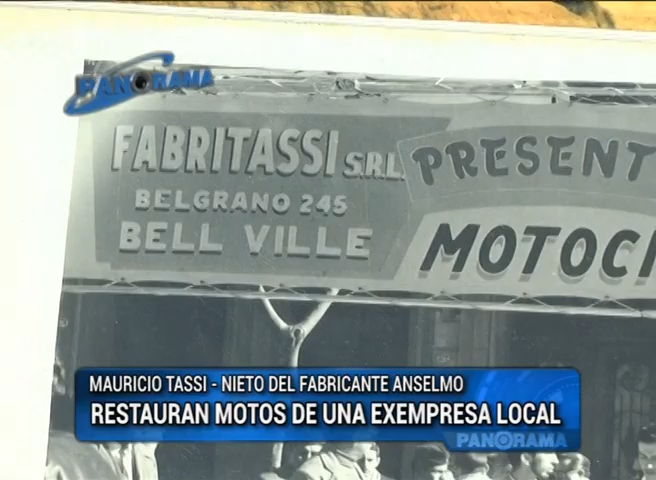 PANORAMA
FABRITASSI S.R.L.
BELGRANO 245
BELL VILLE
PRESENT
MOTOCI
MAURICIO TASSI - NIETO DEL FABRICANTE ANSELMO
RESTAURAN MOTOS DE UNA EXEMPRESA LOCAL
PANORAMA